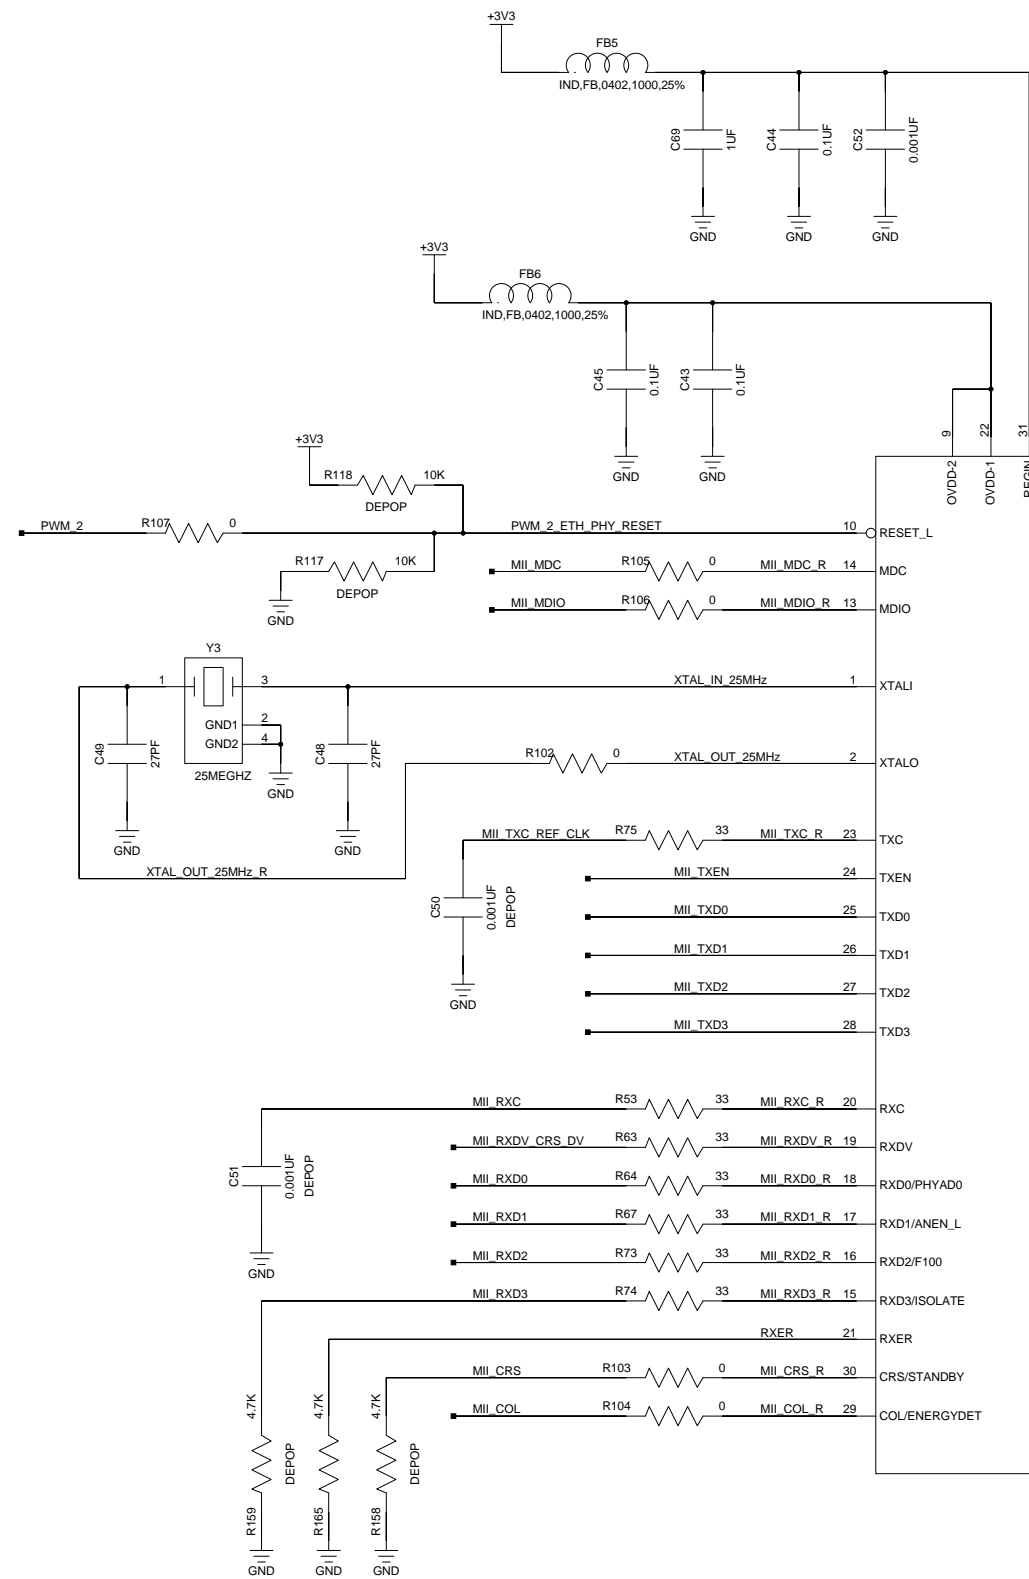 +3V3
FB5
IND,FB,0402,1000,25%
C69
1UF
C44
0.1UF
C52
0.001UF
GND
GND
GND
+3V3
FB6
IND,FB,0402,1000,25%
C45
0.1UF
C43
0.1UF
GND
GND
9
22
31
OVDD-2
OVDD-1
REGIN
+3V3
R118
10K
DEPOP
PWM_2
R107
0
PWM_2_ETH_PHY_RESET
10
RESET_L
R117
10K
DEPOP
GND
MII_MDC
R105
0
MII_MDC_R
14
MDC
MII_MDIO
R106
0
MII_MDIO_R
13
MDIO
Y3
1
3
XTAL_IN_25MHz
1
XTALI
GND1
2
GND2
4
25MEGHZ
GND
C49
27PF
C48
27PF
GND
GND
R102
0
XTAL_OUT_25MHz
2
XTALO
XTAL_OUT_25MHz_R
MII_TXC_REF_CLK
R75
33
MII_TXC_R
23
TXC
C50
0.001UF
DEPOP
GND
MII_TXEN
24
TXEN
MII_TXD0
25
TXD0
MII_TXD1
26
TXD1
MII_TXD2
27
TXD2
MII_TXD3
28
TXD3
MII_RXC
R53
33
MII_RXC_R
20
RXC
C51
0.001UF
DEPOP
GND
MII_RXDV_CRS_DV
R63
33
MII_RXDV_R
19
RXDV
MII_RXD0
R64
33
MII_RXD0_R
18
RXD0/PHYAD0
MII_RXD1
R67
33
MII_RXD1_R
17
RXD1/ANEN_L
MII_RXD2
R73
33
MII_RXD2_R
16
RXD2/F100
MII_RXD3
R74
33
MII_RXD3_R
15
RXD3/ISOLATE
RXER
21
RXER
MII_CRS
R103
0
MII_CRS_R
30
CRS/STANDBY
MII_COL
R104
0
MII_COL_R
29
COL/ENERGYDET
4.7K
DEPOP
R159
GND
4.7K
R165
GND
4.7K
DEPOP
R158
GND